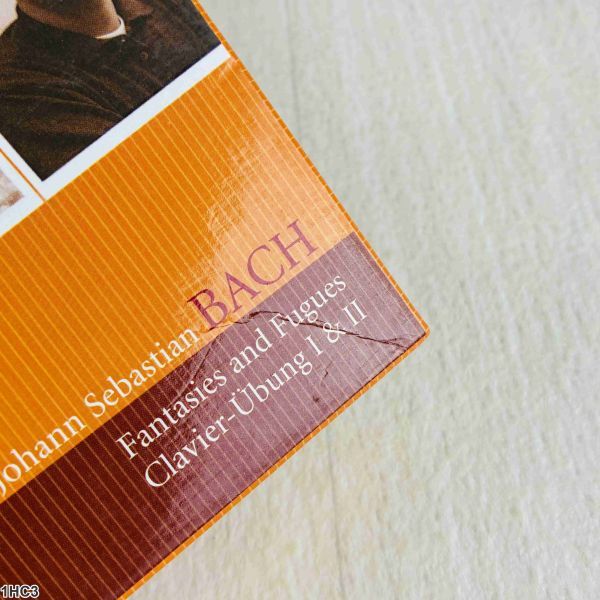 Johann Sebastian BACH
Fantasies and Fugues
Clavier-Übung I & II
1HC3